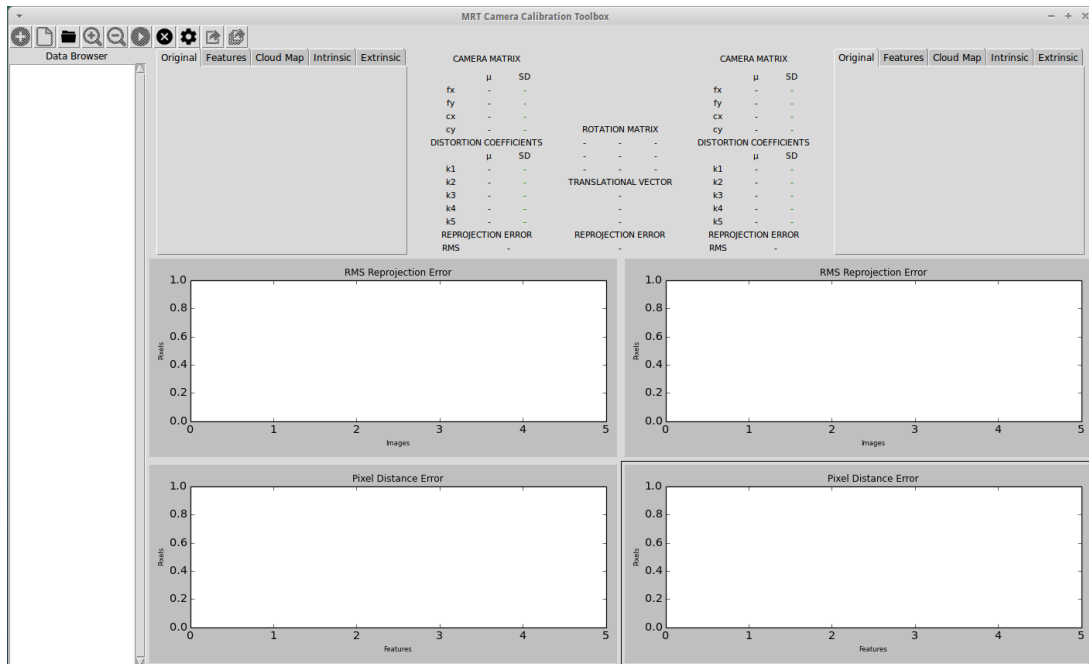 MRT Camera Calibration Toolbox
Data Browser
Original Features Cloud Map Intrinsic Extrinsic
CAMERA MATRIX
μ SD
fx - -
fy - -
cx - -
cy - -
DISTORTION COEFFICIENTS
μ SD
k1 - -
k2 - -
k3 - -
k4 - -
k5 - -
REPROJECTION ERROR
RMS -
ROTATION MATRIX
- - -
- - -
- - -
TRANSLATIONAL VECTOR
-
-
-
REPROJECTION ERROR
-
CAMERA MATRIX
μ SD
fx - -
fy - -
cx - -
cy - -
DISTORTION COEFFICIENTS
μ SD
k1 - -
k2 - -
k3 - -
k4 - -
k5 - -
REPROJECTION ERROR
RMS -
Original Features Cloud Map Intrinsic Extrinsic
RMS Reprojection Error
Pixels
1.0
0.8
0.6
0.4
0.2
0.0
0 1 2 3 4 5
Images
RMS Reprojection Error
Pixels
1.0
0.8
0.6
0.4
0.2
0.0
0 1 2 3 4 5
Images
Pixel Distance Error
Pixels
1.0
0.8
0.6
0.4
0.2
0.0
0 1 2 3 4 5
Features
Pixel Distance Error
Pixels
1.0
0.8
0.6
0.4
0.2
0.0
0 1 2 3 4 5
Features